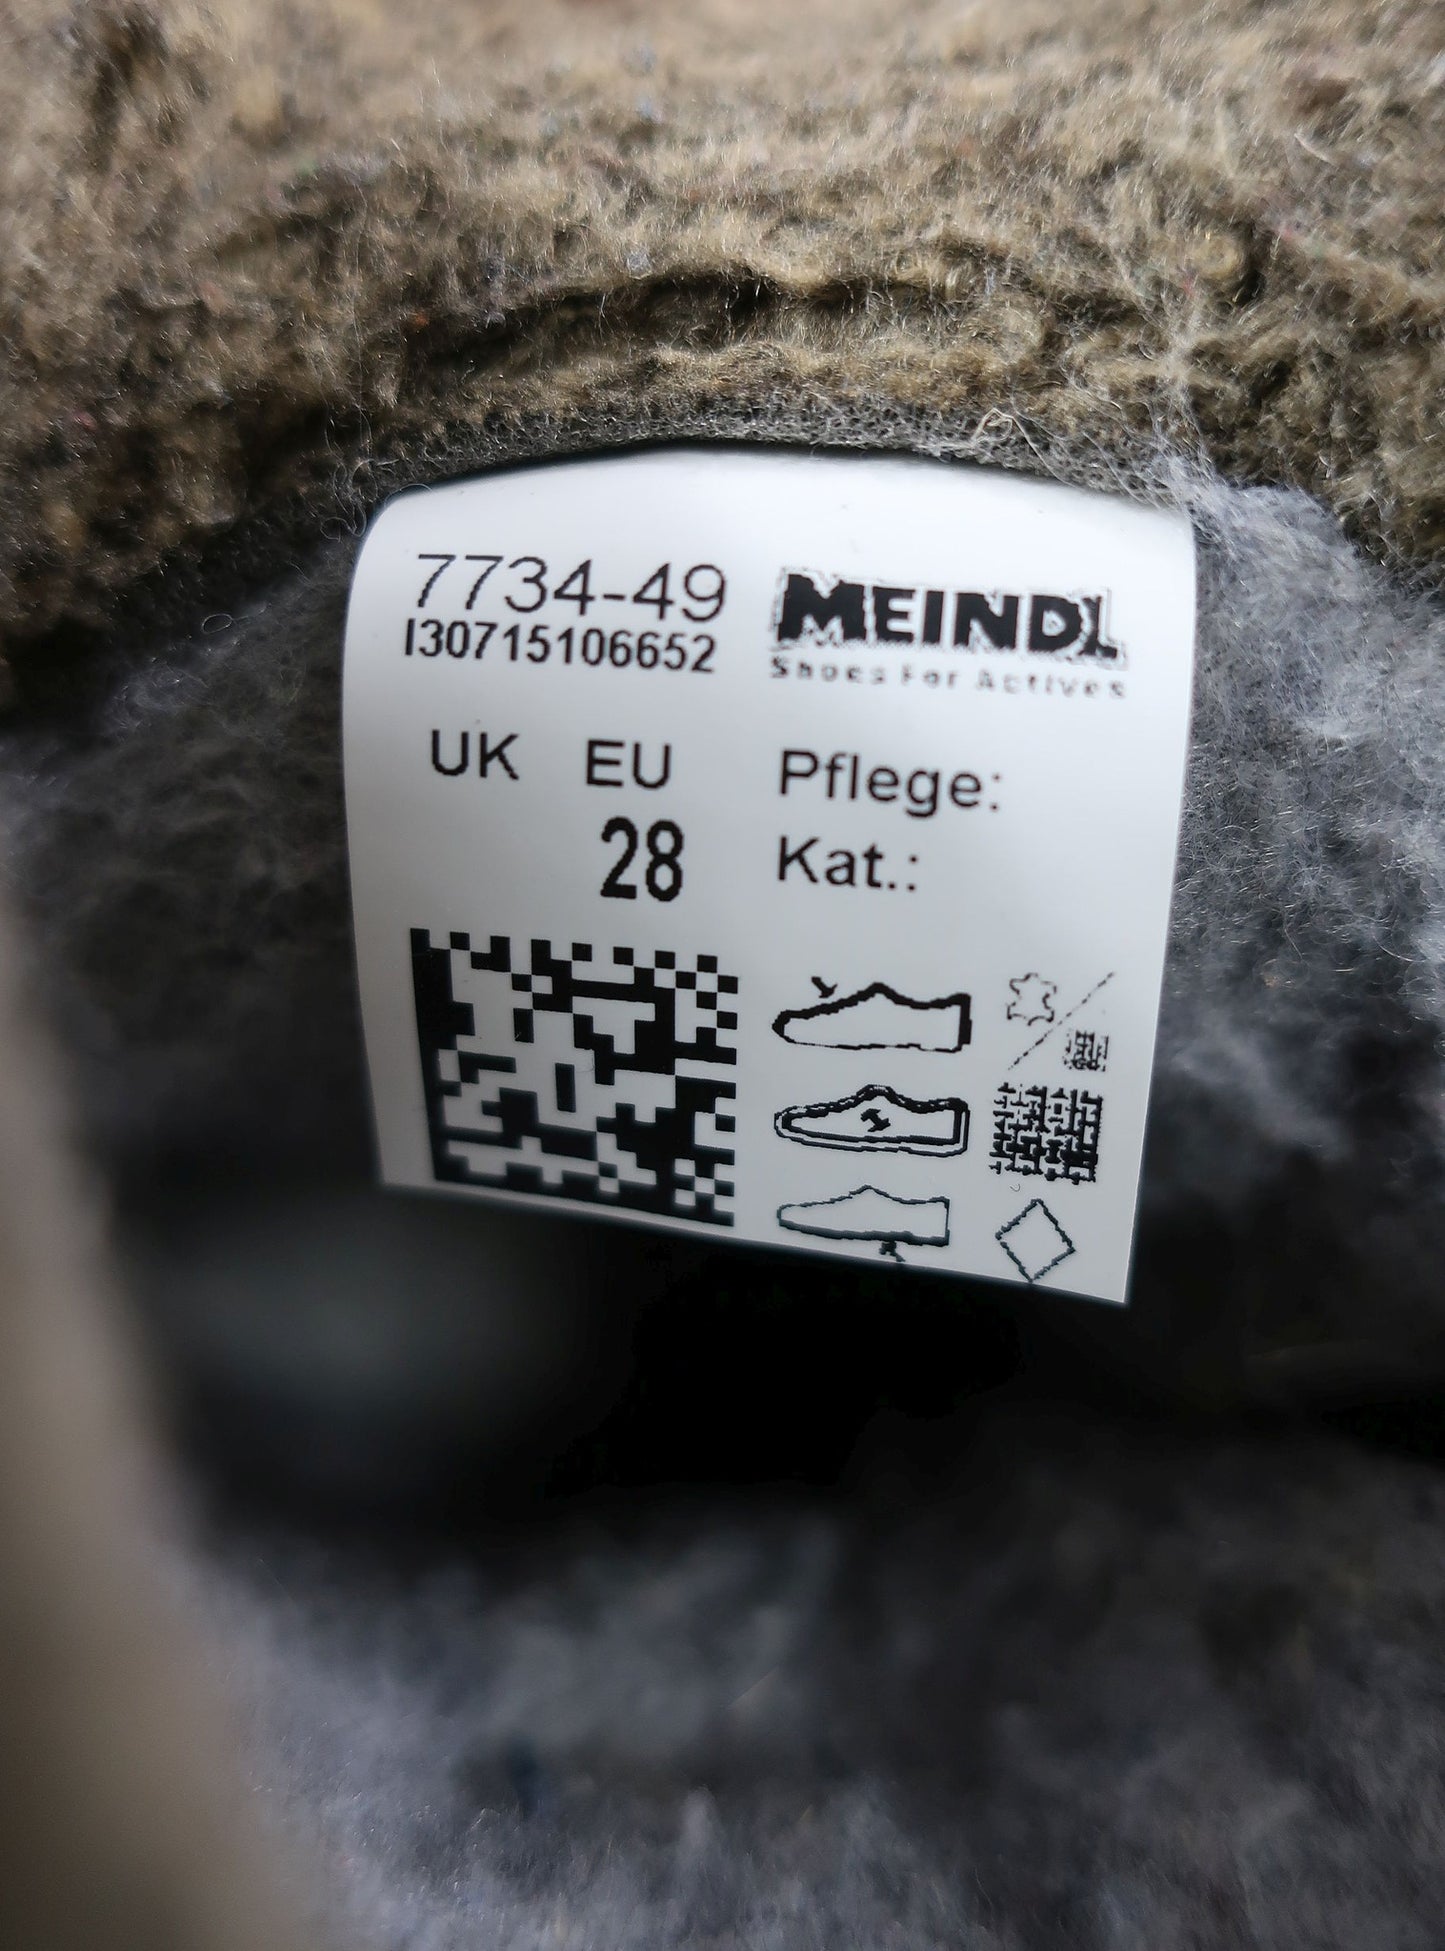 7734-49
I30715106652
MEINDL
Shoes For Actives
UK EU
28
Pflege:
Kat.: